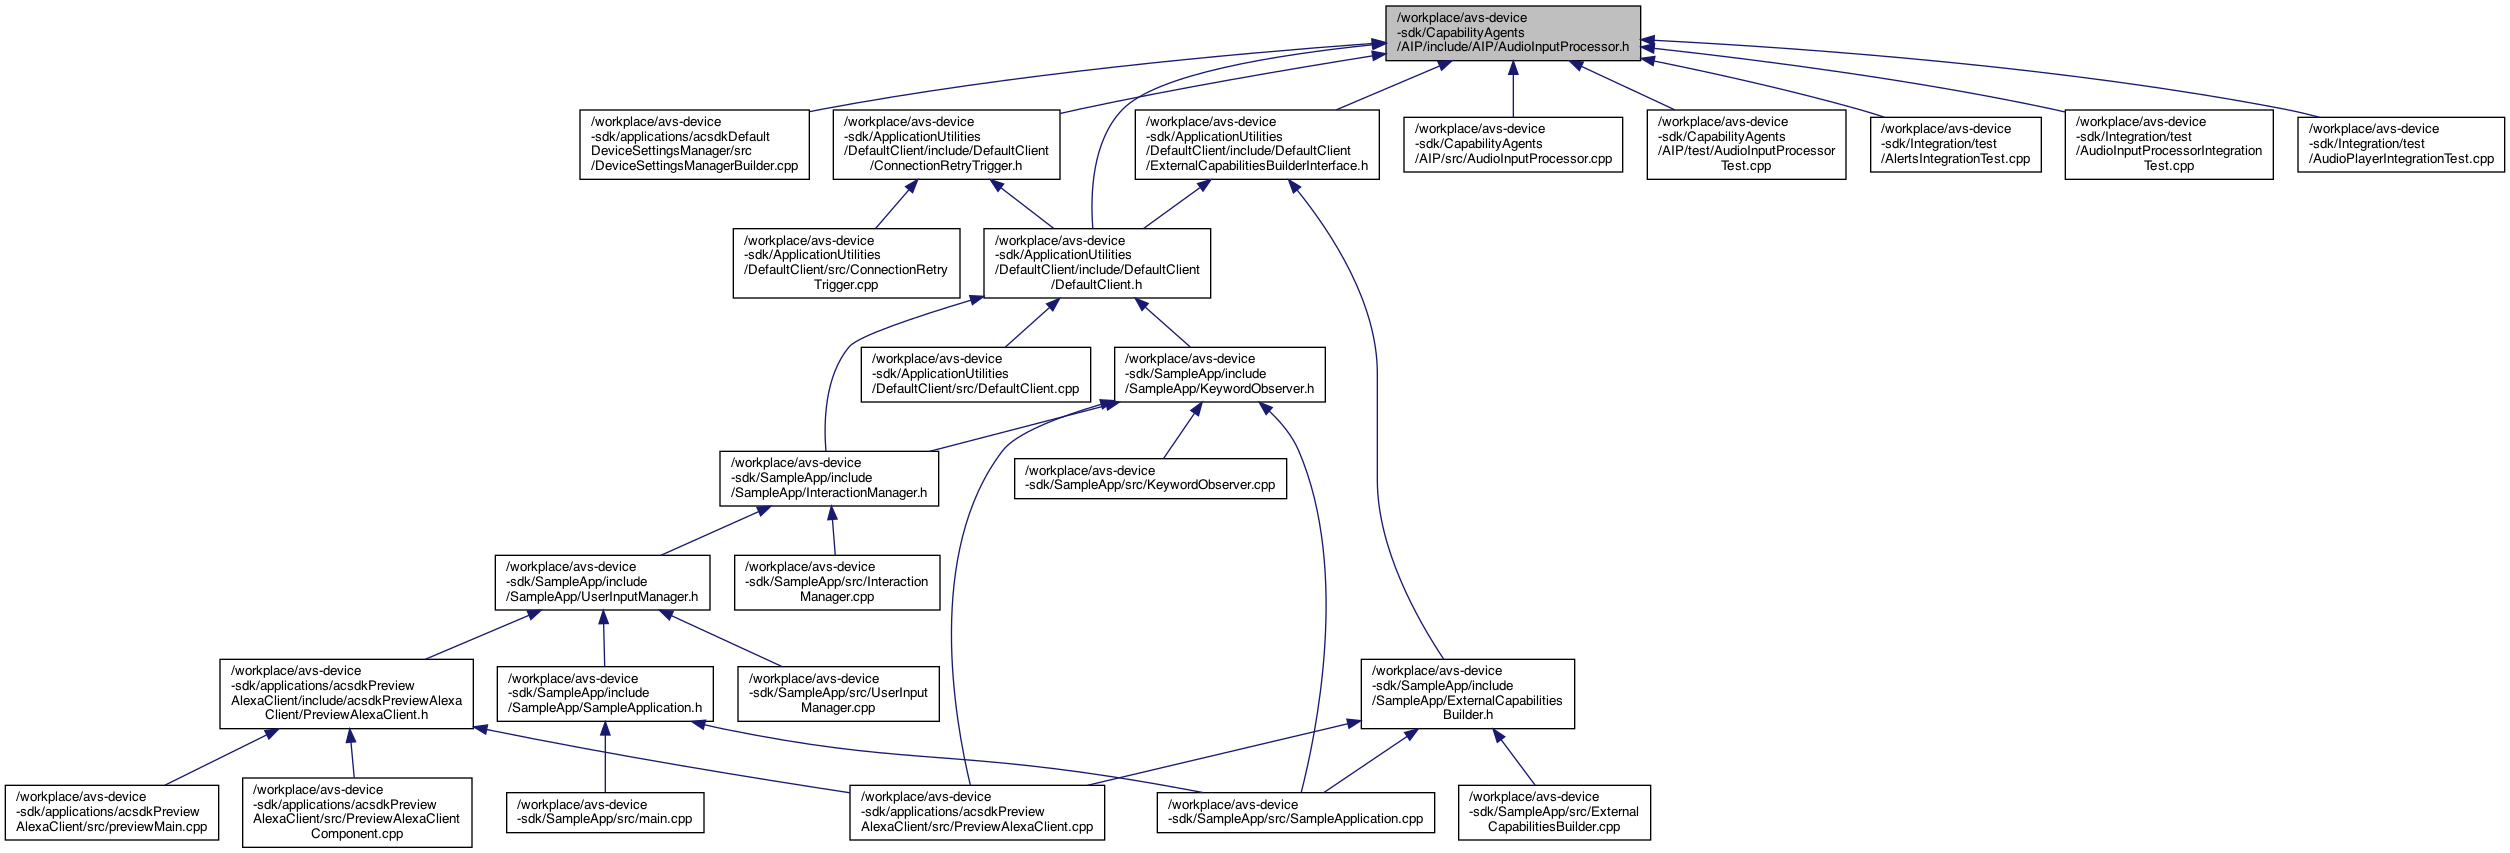 /workplace/avs-device
-sdk/CapabilityAgents
/AIP/include/AIP/AudioInputProcessor.h
/workplace/avs-device
-sdk/applications/acsdkDefault
DeviceSettingsManager/src
/DeviceSettingsManagerBuilder.cpp
/workplace/avs-device
-sdk/ApplicationUtilities
/DefaultClient/include/DefaultClient
/ConnectionRetryTrigger.h
/workplace/avs-device
-sdk/ApplicationUtilities
/DefaultClient/include/DefaultClient
/ExternalCapabilitiesBuilderInterface.h
/workplace/avs-device
-sdk/CapabilityAgents
/AIP/src/AudioInputProcessor.cpp
/workplace/avs-device
-sdk/CapabilityAgents
/AIP/test/AudioInputProcessor
Test.cpp
/workplace/avs-device
-sdk/Integration/test
/AlertsIntegrationTest.cpp
/workplace/avs-device
-sdk/Integration/test
/AudioInputProcessorIntegration
Test.cpp
/workplace/avs-device
-sdk/Integration/test
/AudioPlayerIntegrationTest.cpp
/workplace/avs-device
-sdk/ApplicationUtilities
/DefaultClient/src/ConnectionRetry
Trigger.cpp
/workplace/avs-device
-sdk/ApplicationUtilities
/DefaultClient/include/DefaultClient
/DefaultClient.h
/workplace/avs-device
-sdk/ApplicationUtilities
/DefaultClient/src/DefaultClient.cpp
/workplace/avs-device
-sdk/SampleApp/include
/SampleApp/KeywordObserver.h
/workplace/avs-device
-sdk/SampleApp/include
/SampleApp/InteractionManager.h
/workplace/avs-device
-sdk/SampleApp/src/KeywordObserver.cpp
/workplace/avs-device
-sdk/SampleApp/include
/SampleApp/UserInputManager.h
/workplace/avs-device
-sdk/SampleApp/src/Interaction
Manager.cpp
/workplace/avs-device
-sdk/applications/acsdkPreview
AlexaClient/include/acsdkPreviewAlexa
Client/PreviewAlexaClient.h
/workplace/avs-device
-sdk/SampleApp/include
/SampleApp/SampleApplication.h
/workplace/avs-device
-sdk/SampleApp/src/UserInput
Manager.cpp
/workplace/avs-device
-sdk/SampleApp/include
/SampleApp/ExternalCapabilities
Builder.h
/workplace/avs-device
-sdk/applications/acsdkPreview
AlexaClient/src/previewMain.cpp
/workplace/avs-device
-sdk/applications/acsdkPreview
AlexaClient/src/PreviewAlexaClient
Component.cpp
/workplace/avs-device
-sdk/SampleApp/src/main.cpp
/workplace/avs-device
-sdk/applications/acsdkPreview
AlexaClient/src/PreviewAlexaClient.cpp
/workplace/avs-device
-sdk/SampleApp/src/SampleApplication.cpp
/workplace/avs-device
-sdk/SampleApp/src/External
CapabilitiesBuilder.cpp